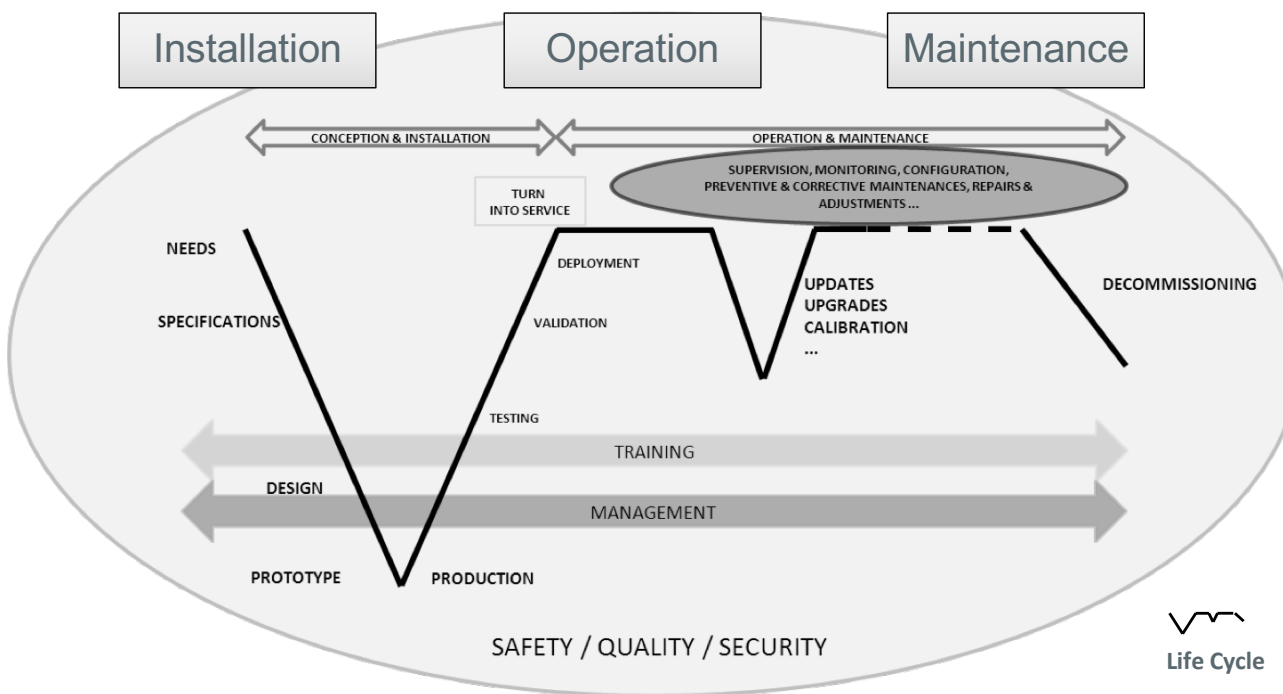 Installation
Operation
Maintenance
CONCEPTION & INSTALLATION
OPERATION & MAINTENANCE
SUPERVISION, MONITORING, CONFIGURATION,
PREVENTIVE & CORRECTIVE MAINTENANCES, REPAIRS &
ADJUSTMENTS ...
TURN
INTO SERVICE
NEEDS
DEPLOYMENT
UPDATES
UPGRADES
CALIBRATION
...
DECOMMISSIONING
SPECIFICATIONS
VALIDATION
TESTING
TRAINING
DESIGN
MANAGEMENT
PROTOTYPE
PRODUCTION
SAFETY / QUALITY / SECURITY
Life Cycle